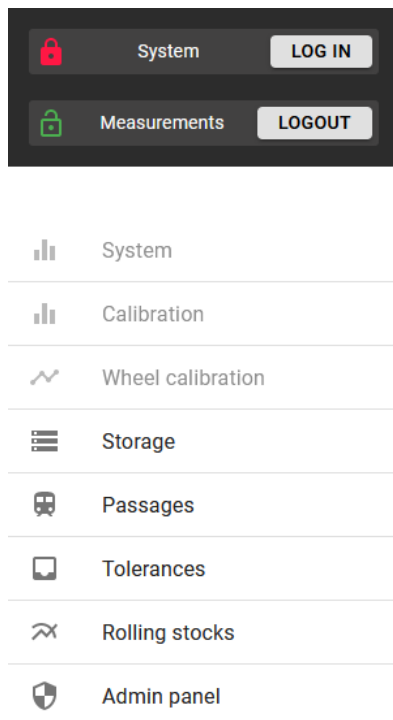 System LOG IN
Measurements LOGOUT
System
Calibration
Wheel calibration
Storage
Passages
Tolerances
Rolling stocks
Admin panel